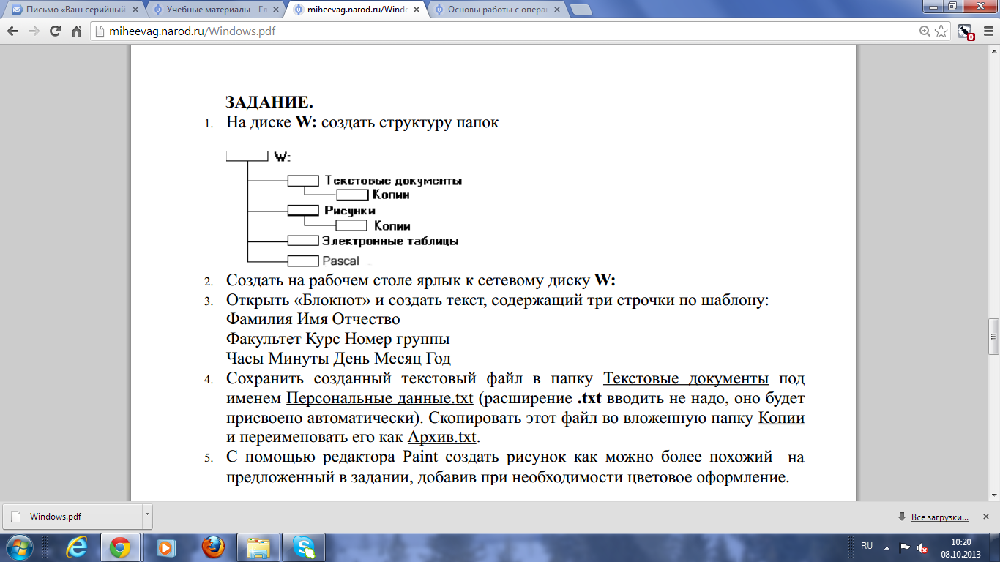 Письмо «Ваш серийный
Учебные материалы - Гл
miheevag.narod.ru/Windo
Основы работы с операц
miheevag.narod.ru/Windows.pdf
0
ЗАДАНИЕ.
1. На диске W: создать структуру папок
W:
Текстовые документы
Копии
Рисунки
Копии
Электронные таблицы
Pascal
2. Создать на рабочем столе ярлык к сетевому диску W:
3. Открыть «Блокнот» и создать текст, содержащий три строчки по шаблону:
Фамилия Имя Отчество
Факультет Курс Номер группы
Часы Минуты День Месяц Год
4. Сохранить созданный текстовый файл в папку Текстовые документы под
именем Персональные данные.txt (расширение .txt вводить не надо, оно будет
присвоено автоматически). Скопировать этот файл во вложенную папку Копии
и переименовать его как Архив.txt.
5. С помощью редактора Paint создать рисунок как можно более похожий на
предложенный в задании, добавив при необходимости цветовое оформление.
Windows.pdf
Все загрузки...
RU
10:20
08.10.2013